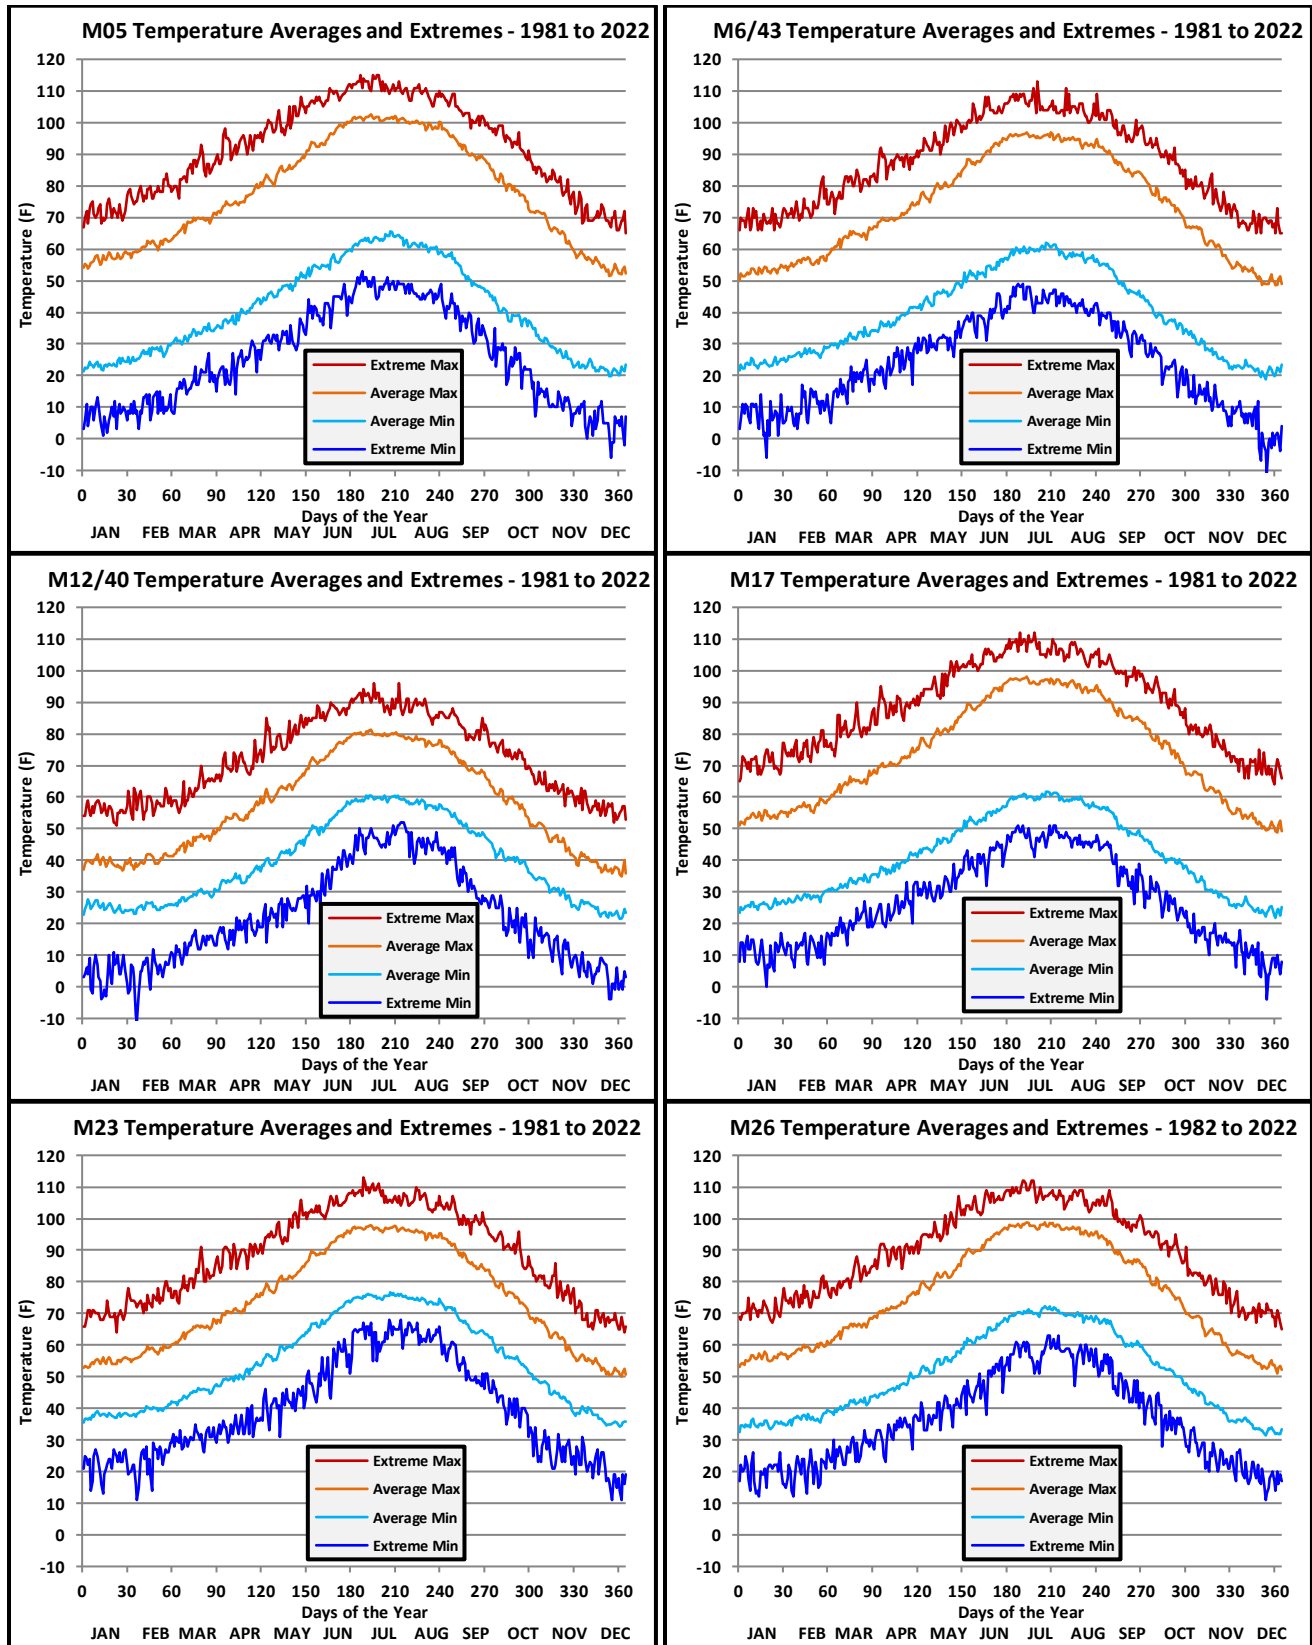 M05 Temperature Averages and Extremes - 1981 to 2022
120
110
100
90
80
70
60
50
40
30
20
10
0
-10
Temperature (F)
Extreme Max
Average Max
Average Min
Extreme Min
0 30 60 90 120 150 180 210 240 270 300 330 360
Days of the Year
JAN FEB MAR APR MAY JUN JUL AUG SEP OCT NOV DEC
M6/43 Temperature Averages and Extremes - 1981 to 2022
120
110
100
90
80
70
60
50
40
30
20
10
0
-10
Temperature (F)
Extreme Max
Average Max
Average Min
Extreme Min
0 30 60 90 120 150 180 210 240 270 300 330 360
Days of the Year
JAN FEB MAR APR MAY JUN JUL AUG SEP OCT NOV DEC
M12/40 Temperature Averages and Extremes - 1981 to 2022
120
110
100
90
80
70
60
50
40
30
20
10
0
-10
Temperature (F)
Extreme Max
Average Max
Average Min
Extreme Min
0 30 60 90 120 150 180 210 240 270 300 330 360
Days of the Year
JAN FEB MAR APR MAY JUN JUL AUG SEP OCT NOV DEC
M17 Temperature Averages and Extremes - 1981 to 2022
120
110
100
90
80
70
60
50
40
30
20
10
0
-10
Temperature (F)
Extreme Max
Average Max
Average Min
Extreme Min
0 30 60 90 120 150 180 210 240 270 300 330 360
Days of the Year
JAN FEB MAR APR MAY JUN JUL AUG SEP OCT NOV DEC
M23 Temperature Averages and Extremes - 1981 to 2022
120
110
100
90
80
70
60
50
40
30
20
10
0
-10
Temperature (F)
Extreme Max
Average Max
Average Min
Extreme Min
0 30 60 90 120 150 180 210 240 270 300 330 360
Days of the Year
JAN FEB MAR APR MAY JUN JUL AUG SEP OCT NOV DEC
M26 Temperature Averages and Extremes - 1982 to 2022
120
110
100
90
80
70
60
50
40
30
20
10
0
-10
Temperature (F)
Extreme Max
Average Max
Average Min
Extreme Min
0 30 60 90 120 150 180 210 240 270 300 330 360
Days of the Year
JAN FEB MAR APR MAY JUN JUL AUG SEP OCT NOV DEC